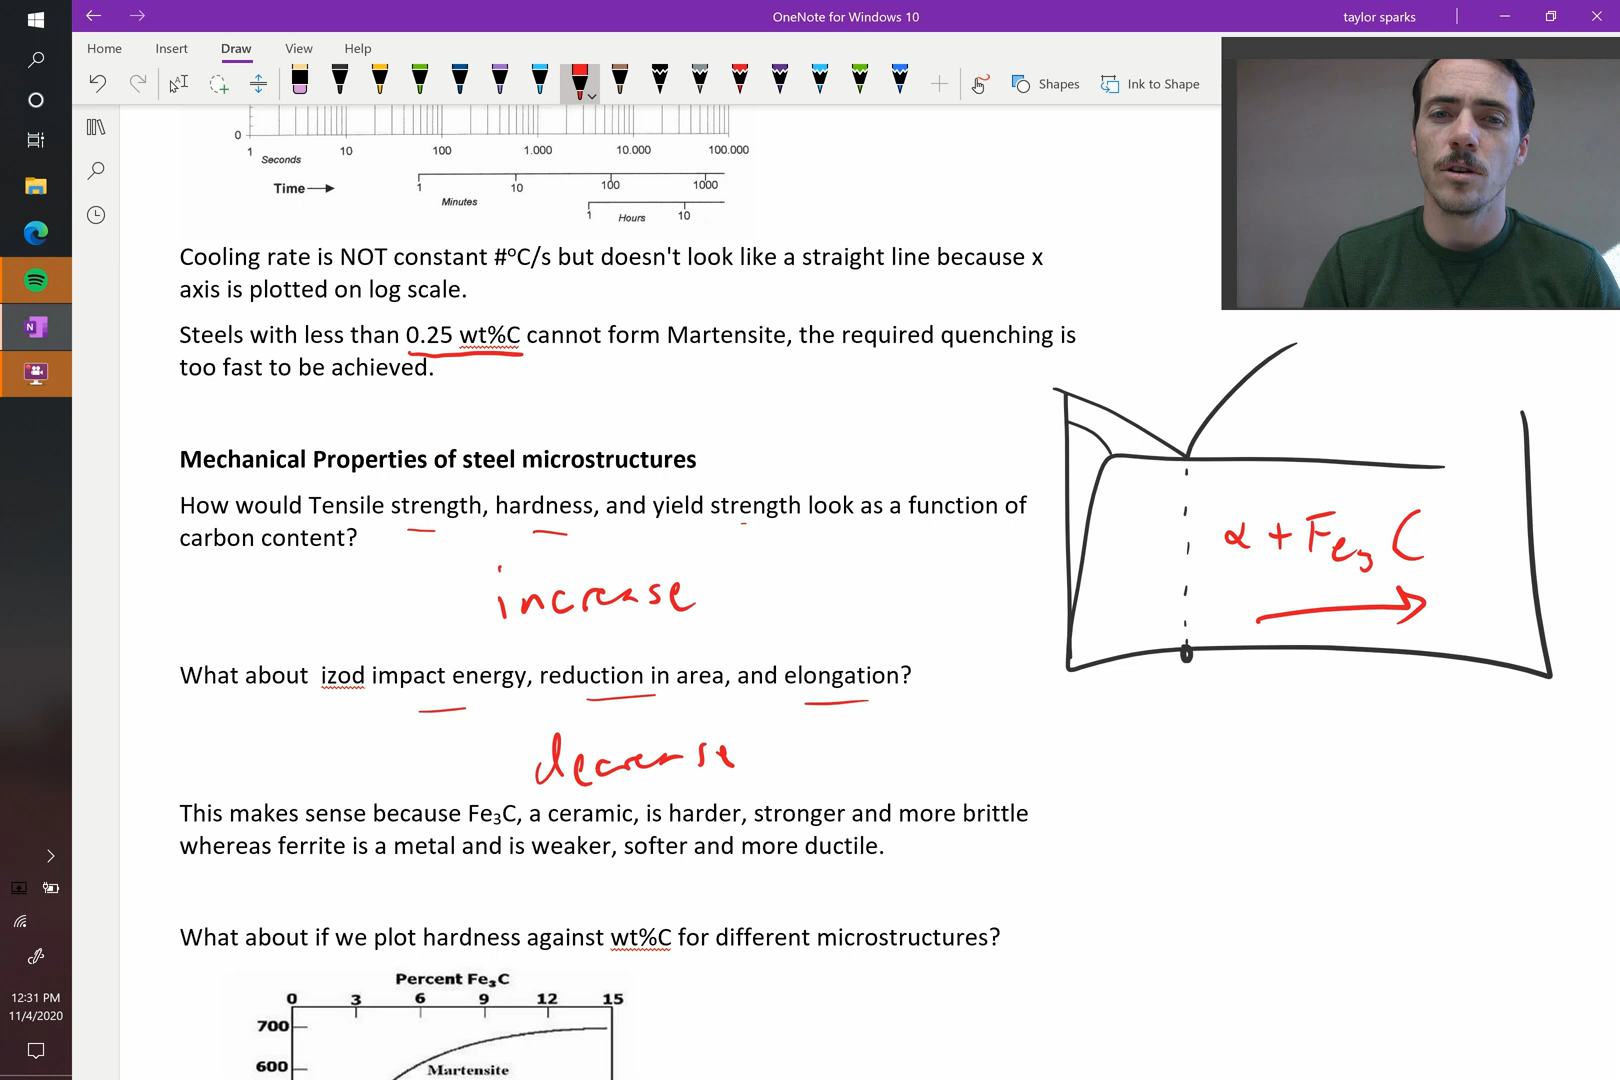 OneNote for Windows 10
taylor sparks
Home Insert Draw View Help
Shapes
Ink to Shape
0
1 10 100 1.000 10.000 100.000
Seconds
Time
1 10 100 1000
Minutes
1 10
Hours
Cooling rate is NOT constant #°C/s but doesn't look like a straight line because x
axis is plotted on log scale.
Steels with less than 0.25 wt%C cannot form Martensite, the required quenching is
too fast to be achieved.
Mechanical Properties of steel microstructures
How would Tensile strength, hardness, and yield strength look as a function of
carbon content?
increase
α + Fe₃ C
What about izod impact energy, reduction in area, and elongation?
decrease
This makes sense because Fe₃C, a ceramic, is harder, stronger and more brittle
whereas ferrite is a metal and is weaker, softer and more ductile.
What about if we plot hardness against wt%C for different microstructures?
Percent Fe₃C
0 3 6 9 12 15
700
600
Martensite
12:31 PM
11/4/2020